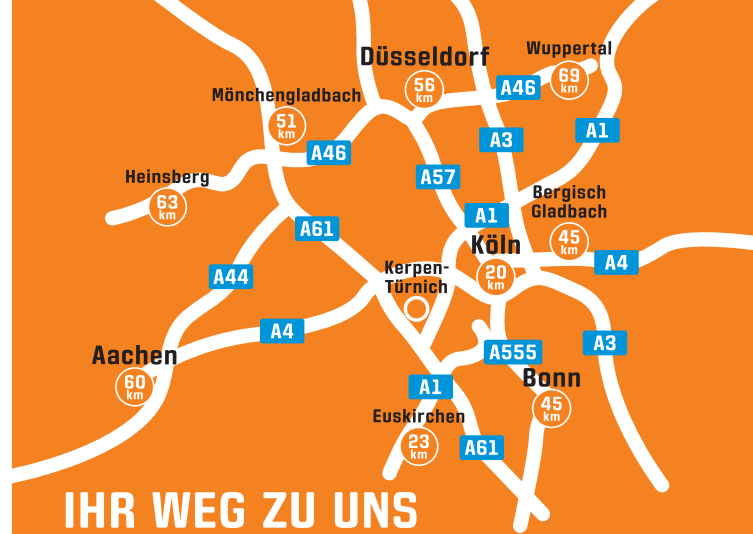 Düsseldorf
56
km
Wuppertal
69
km
A46
Mönchengladbach
51
km
A46
A3
A1
Heinsberg
63
km
A57
Bergisch
Gladbach
45
km
A1
A61
Köln
20
km
A4
A44
Kerpen-
Türnich
A4
Aachen
60
km
A555
A3
Bonn
45
km
A1
Euskirchen
23
km
A61
IHR WEG ZU UNS